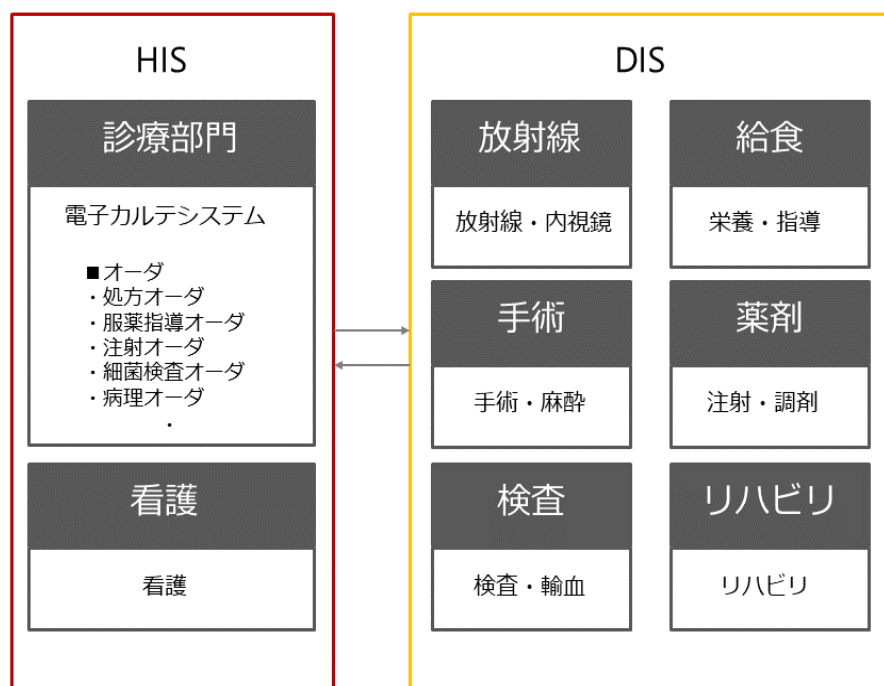 HIS
診療部門
電子カルテシステム
■オーダ
・処方オーダ
・服薬指導オーダ
・注射オーダ
・細菌検査オーダ
・病理オーダ
・
看護
看護
DIS
放射線
放射線・内視鏡
給食
栄養・指導
手術
手術・麻酔
薬剤
注射・調剤
検査
検査・輸血
リハビリ
リハビリ